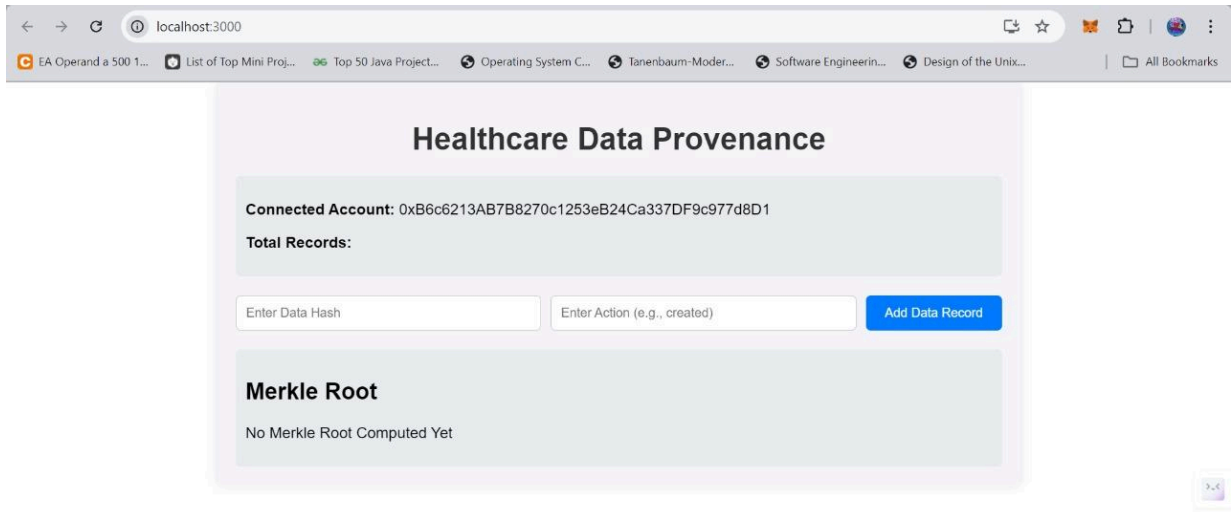 localhost:3000
EA Operand a 500 1... List of Top Mini Proj... Top 50 Java Project... Operating System C... Tanenbaum-Moder... Software Engineerin... Design of the Unix... All Bookmarks
Healthcare Data Provenance
Connected Account: 0xB6c6213AB7B8270c1253eB24Ca337DF9c977d8D1
Total Records:
Enter Data Hash Enter Action (e.g., created) Add Data Record
Merkle Root
No Merkle Root Computed Yet